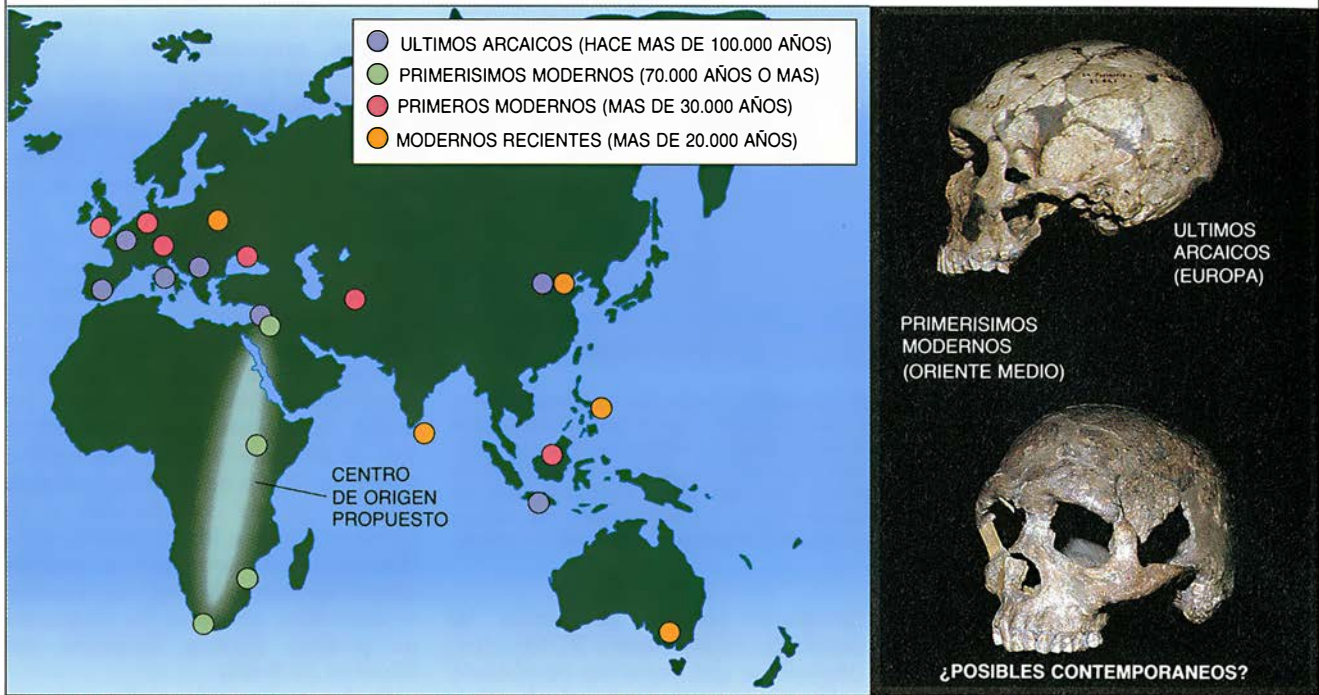 ULTIMOS ARCAICOS (HACE MAS DE 100.000 AÑOS)
PRIMERISIMOS MODERNOS (70.000 AÑOS O MAS)
PRIMEROS MODERNOS (MAS DE 30.000 AÑOS)
MODERNOS RECIENTES (MAS DE 20.000 AÑOS)
CENTRO
DE ORIGEN
PROPUESTO
ULTIMOS
ARCAICOS
(EUROPA)
PRIMERISIMOS
MODERNOS
(ORIENTE MEDIO)
¿POSIBLES CONTEMPORANEOS?